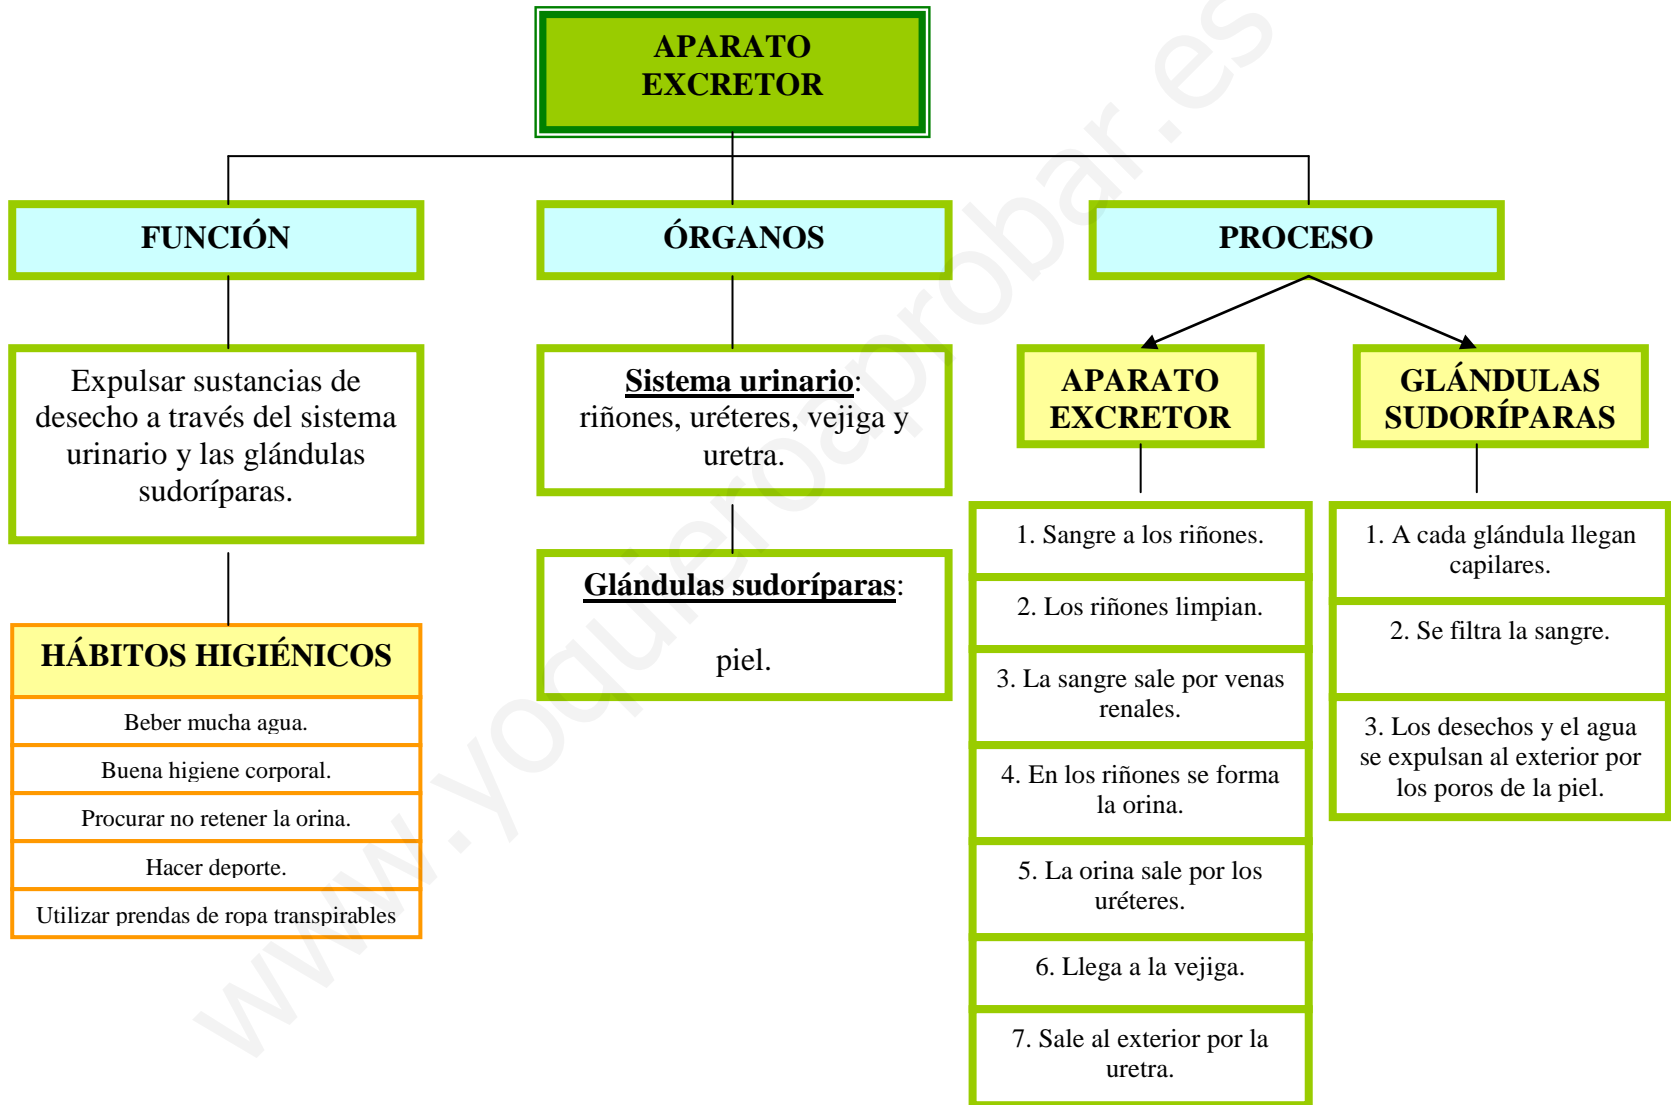 APARATO
EXCRETOR
FUNCIÓN
ÓRGANOS
PROCESO
Expulsar sustancias de
desecho a través del sistema
urinario y las glándulas
sudoríparas.
HÁBITOS HIGIÉNICOS
Beber mucha agua.
Buena higiene corporal.
Procurar no retener la orina.
Hacer deporte.
Utilizar prendas de ropa transpirables
Sistema urinario:
riñones, uréteres, vejiga y
uretra.
Glándulas sudoríparas:
piel.
APARATO
EXCRETOR
1. Sangre a los riñones.
2. Los riñones limpian.
3. La sangre sale por venas
renales.
4. En los riñones se forma
la orina.
5. La orina sale por los
uréteres.
6. Llega a la vejiga.
7. Sale al exterior por la
uretra.
GLÁNDULAS
SUDORÍPARAS
1. A cada glándula llegan
capilares.
2. Se filtra la sangre.
3. Los desechos y el agua
se expulsan al exterior por
los poros de la piel.
www.yoquieroaprobar.es